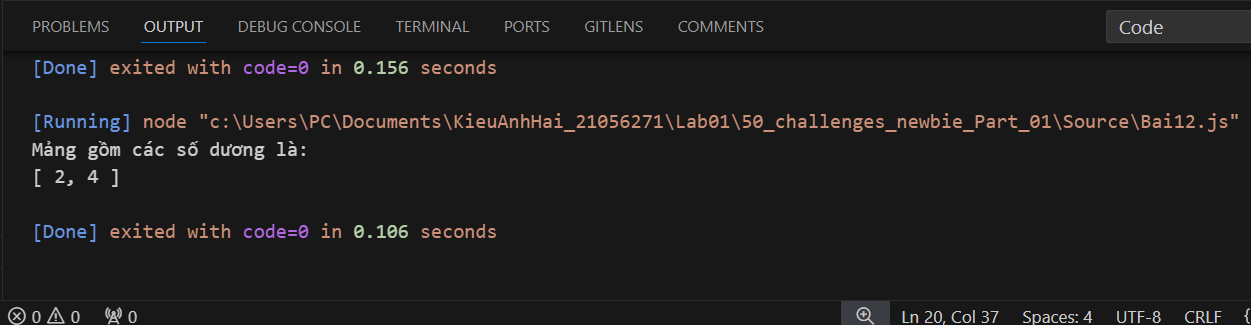 PROBLEMS OUTPUT DEBUG CONSOLE TERMINAL PORTS GITLENS COMMENTS Code
[Done] exited with code=0 in 0.156 seconds
[Running] node "c:\Users\PC\Documents\KieuAnhHai_21056271\Lab01\50_challenges_newbie_Part_01\Source\Bai12.js"
Mảng gồm các số dương là:
[ 2, 4 ]
[Done] exited with code=0 in 0.106 seconds
0 0 0 Ln 20, Col 37 Spaces: 4 UTF-8 CRLF {